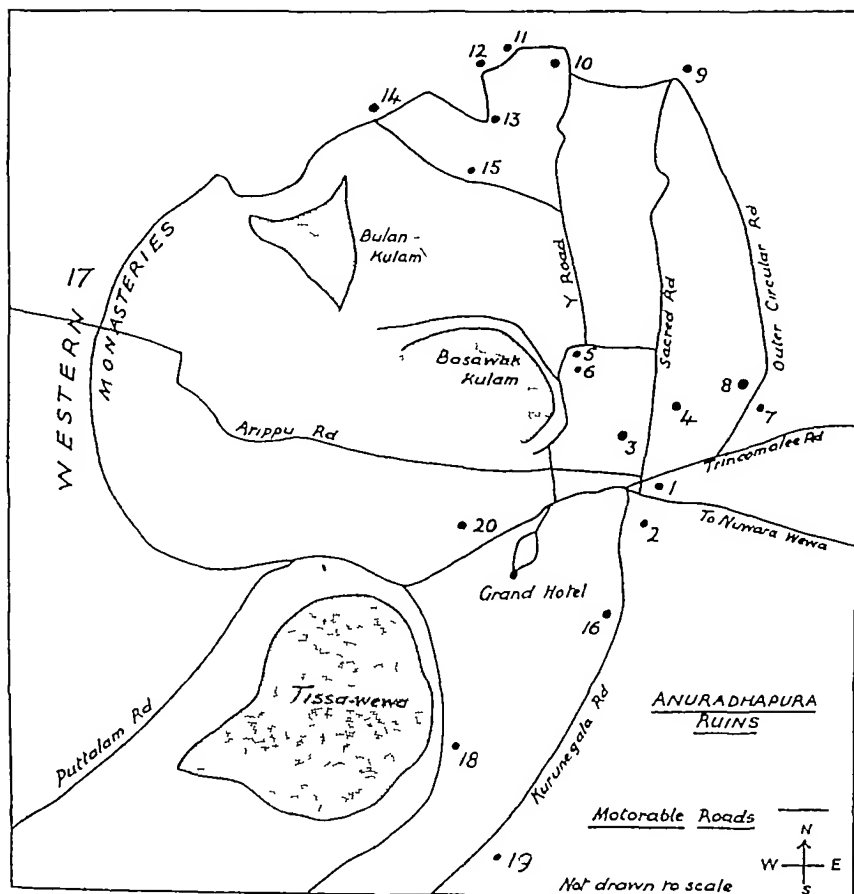 11
12
10
9
14
13
15
Bulan-
Kulam
17
WESTERN
MONASTERIES
Y Road
Sacred Rd
Outer Circular Rd
5
6
Basawak
Kulam
8
7
4
3
Arippu Rd
Trincomalee Rd
1
To Nuwara Wewa
2
20
Grand Hotel
16
Tissa-wewa
Puttalam Rd
Kurunegala Rd
18
19
ANURADHAPURA
RUINS
Motorable Roads
N
W E
S
Not drawn to scale